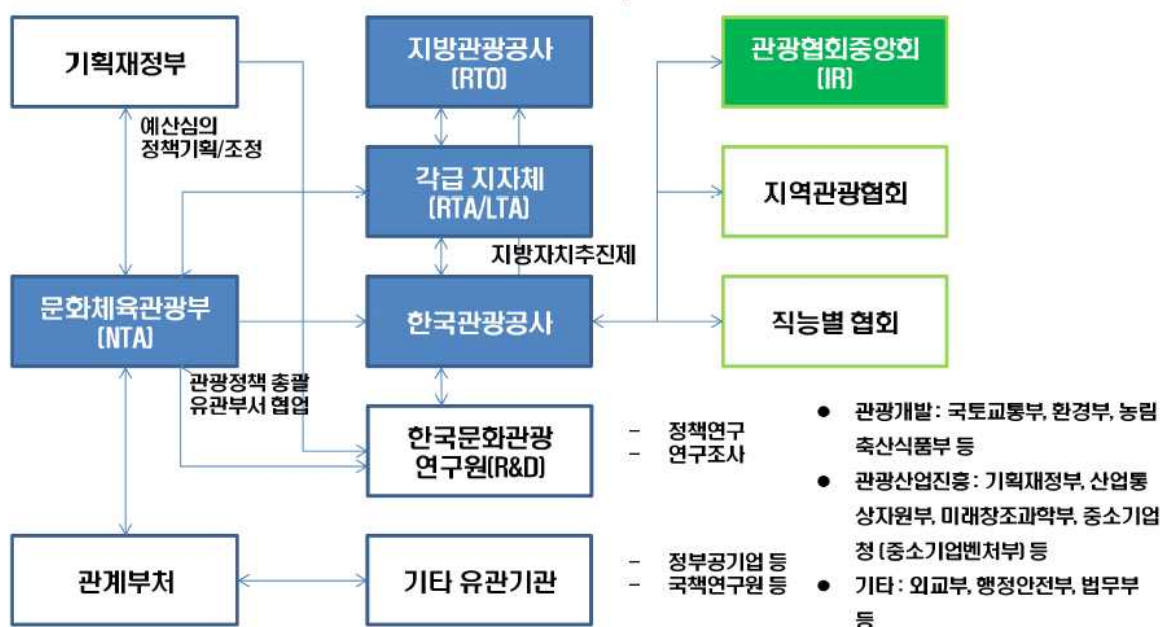 기획재정부
지방관광공사
(RTO)
관광협회중앙회
(IR)
예산심의
정책기획/조정
각급 지자체
(RTA/LTA)
지역관광협회
지방자치추진제
문화체육관광부
(NTA)
한국관광공사
직능별 협회
관광정책 총괄
유관부서 협업
한국문화관광
연구원(R&D)
- 정책연구
- 연구조사
관계부처
기타 유관기관
- 정부공기업 등
- 국책연구원 등
● 관광개발 : 국토교통부, 환경부, 농림
축산식품부 등
● 관광산업진흥 : 기획재정부, 산업통
상자원부, 미래창조과학부, 중소기업
청 (중소기업벤처부) 등
● 기타 : 외교부, 행정안전부, 법무부
등